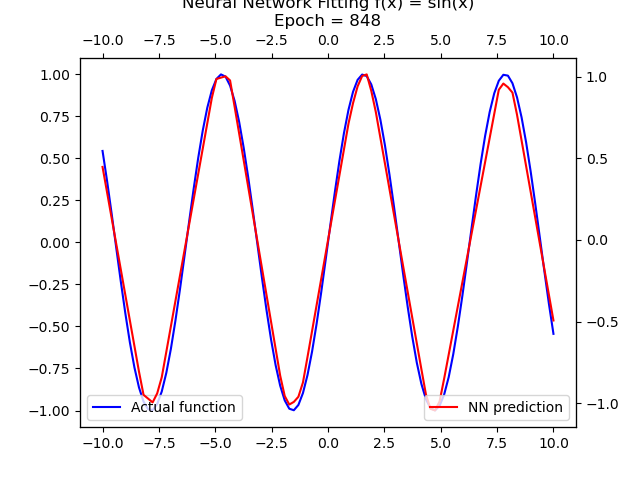 Neural Network Fitting f(x) = sin(x)
Epoch = 848
−10.0 −7.5 −5.0 −2.5 0.0 2.5 5.0 7.5 10.0
1.00
0.75
0.50
0.25
0.00
−0.25
−0.50
−0.75
−1.00
1.0
0.5
0.0
−0.5
−1.0
Actual function
NN prediction
−10.0 −7.5 −5.0 −2.5 0.0 2.5 5.0 7.5 10.0